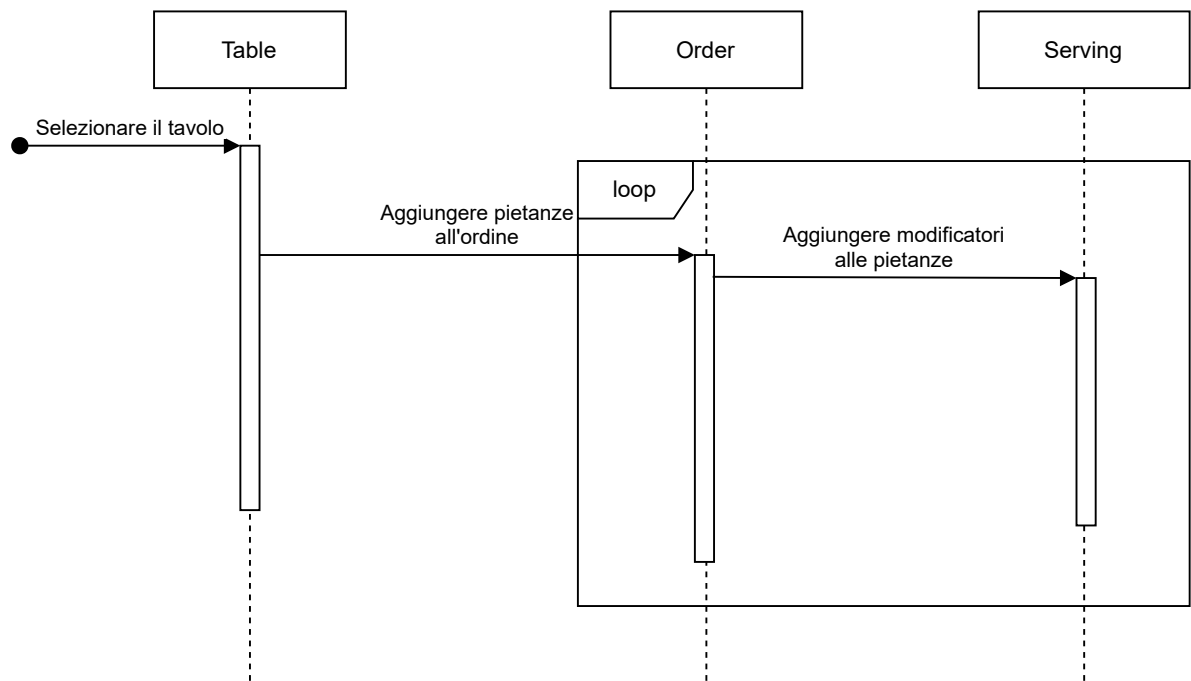 Table
Order
Serving
Selezionare il tavolo
loop
Aggiungere pietanze
all'ordine
Aggiungere modificatori
alle pietanze